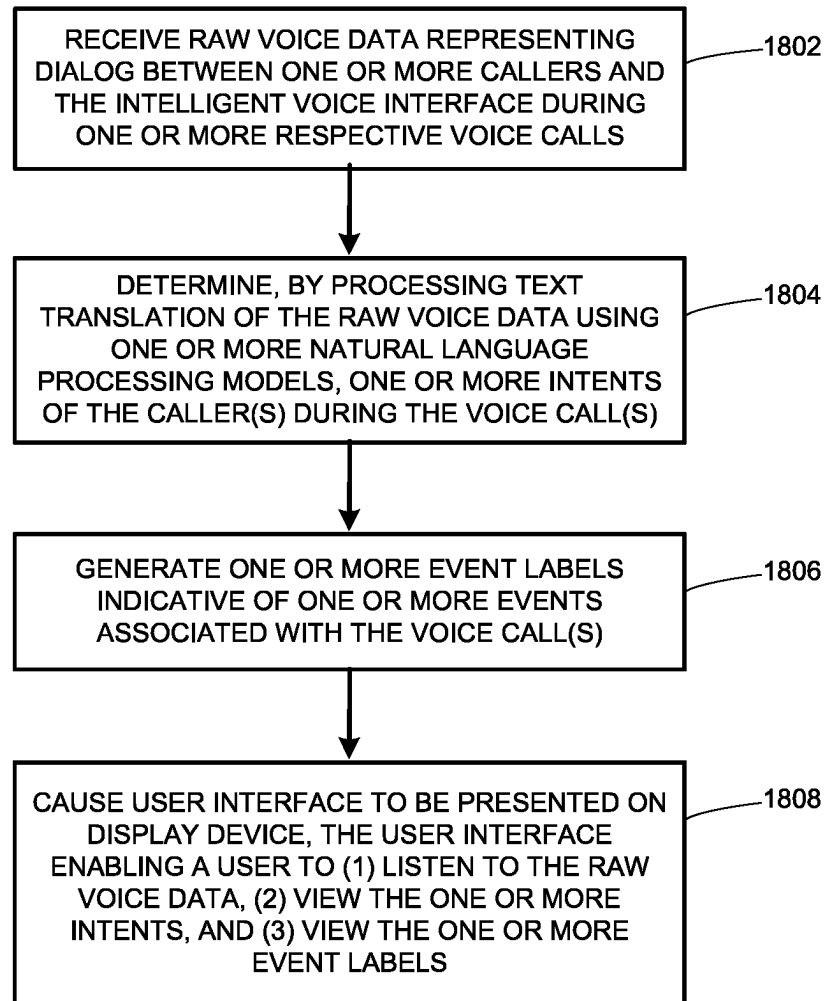 RECEIVE RAW VOICE DATA REPRESENTING
DIALOG BETWEEN ONE OR MORE CALLERS AND
THE INTELLIGENT VOICE INTERFACE DURING
ONE OR MORE RESPECTIVE VOICE CALLS
1802
DETERMINE, BY PROCESSING TEXT
TRANSLATION OF THE RAW VOICE DATA USING
ONE OR MORE NATURAL LANGUAGE
PROCESSING MODELS, ONE OR MORE INTENTS
OF THE CALLER(S) DURING THE VOICE CALL(S)
1804
GENERATE ONE OR MORE EVENT LABELS
INDICATIVE OF ONE OR MORE EVENTS
ASSOCIATED WITH THE VOICE CALL(S)
1806
CAUSE USER INTERFACE TO BE PRESENTED ON
DISPLAY DEVICE, THE USER INTERFACE
ENABLING A USER TO (1) LISTEN TO THE RAW
VOICE DATA, (2) VIEW THE ONE OR MORE
INTENTS, AND (3) VIEW THE ONE OR MORE
EVENT LABELS
1808